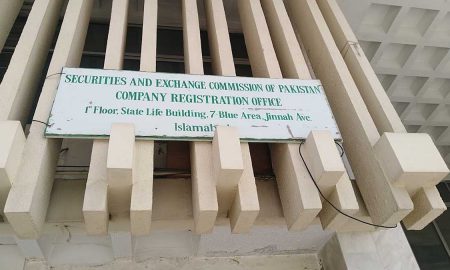 SECURITIES AND EXCHANGE COMMISSION OF PAKISTAN
COMPANY REGISTRATION OFFICE
1st Floor, State Life Building, 7-Blue Area, Jinnah Ave.